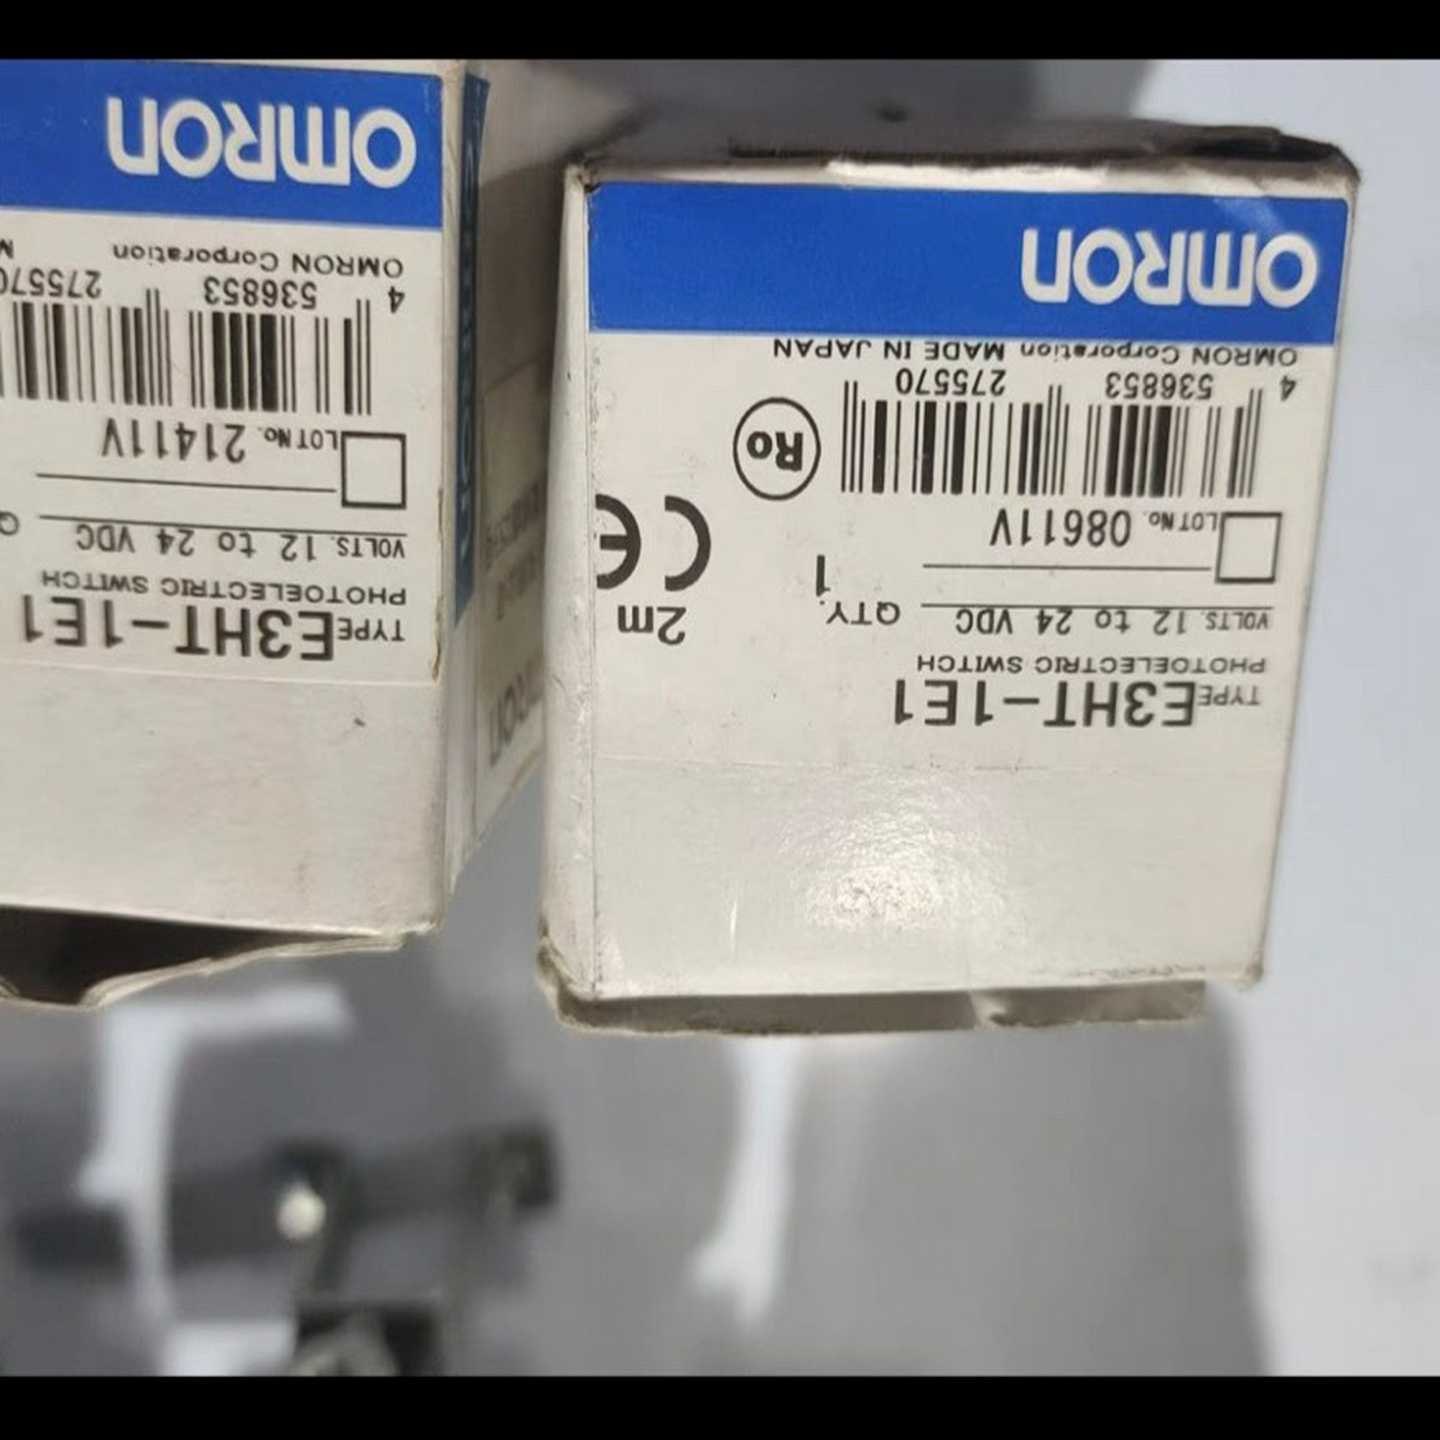 TYPE E3HT-1E1
PHOTOELECTRIC SWITCH
VOLTS. 12 to 24 VDC QTY. 1
2m
LOT No. 08611V
CE
Ro
4 536853 275570
OMRON Corporation MADE IN JAPAN
OMRON
TYPE E3HT-1E1
PHOTOELECTRIC SWITCH
VOLTS. 12 to 24 VDC Q
LOT No. 21411V
4 536853 275570
OMRON Corporation M
OMRON